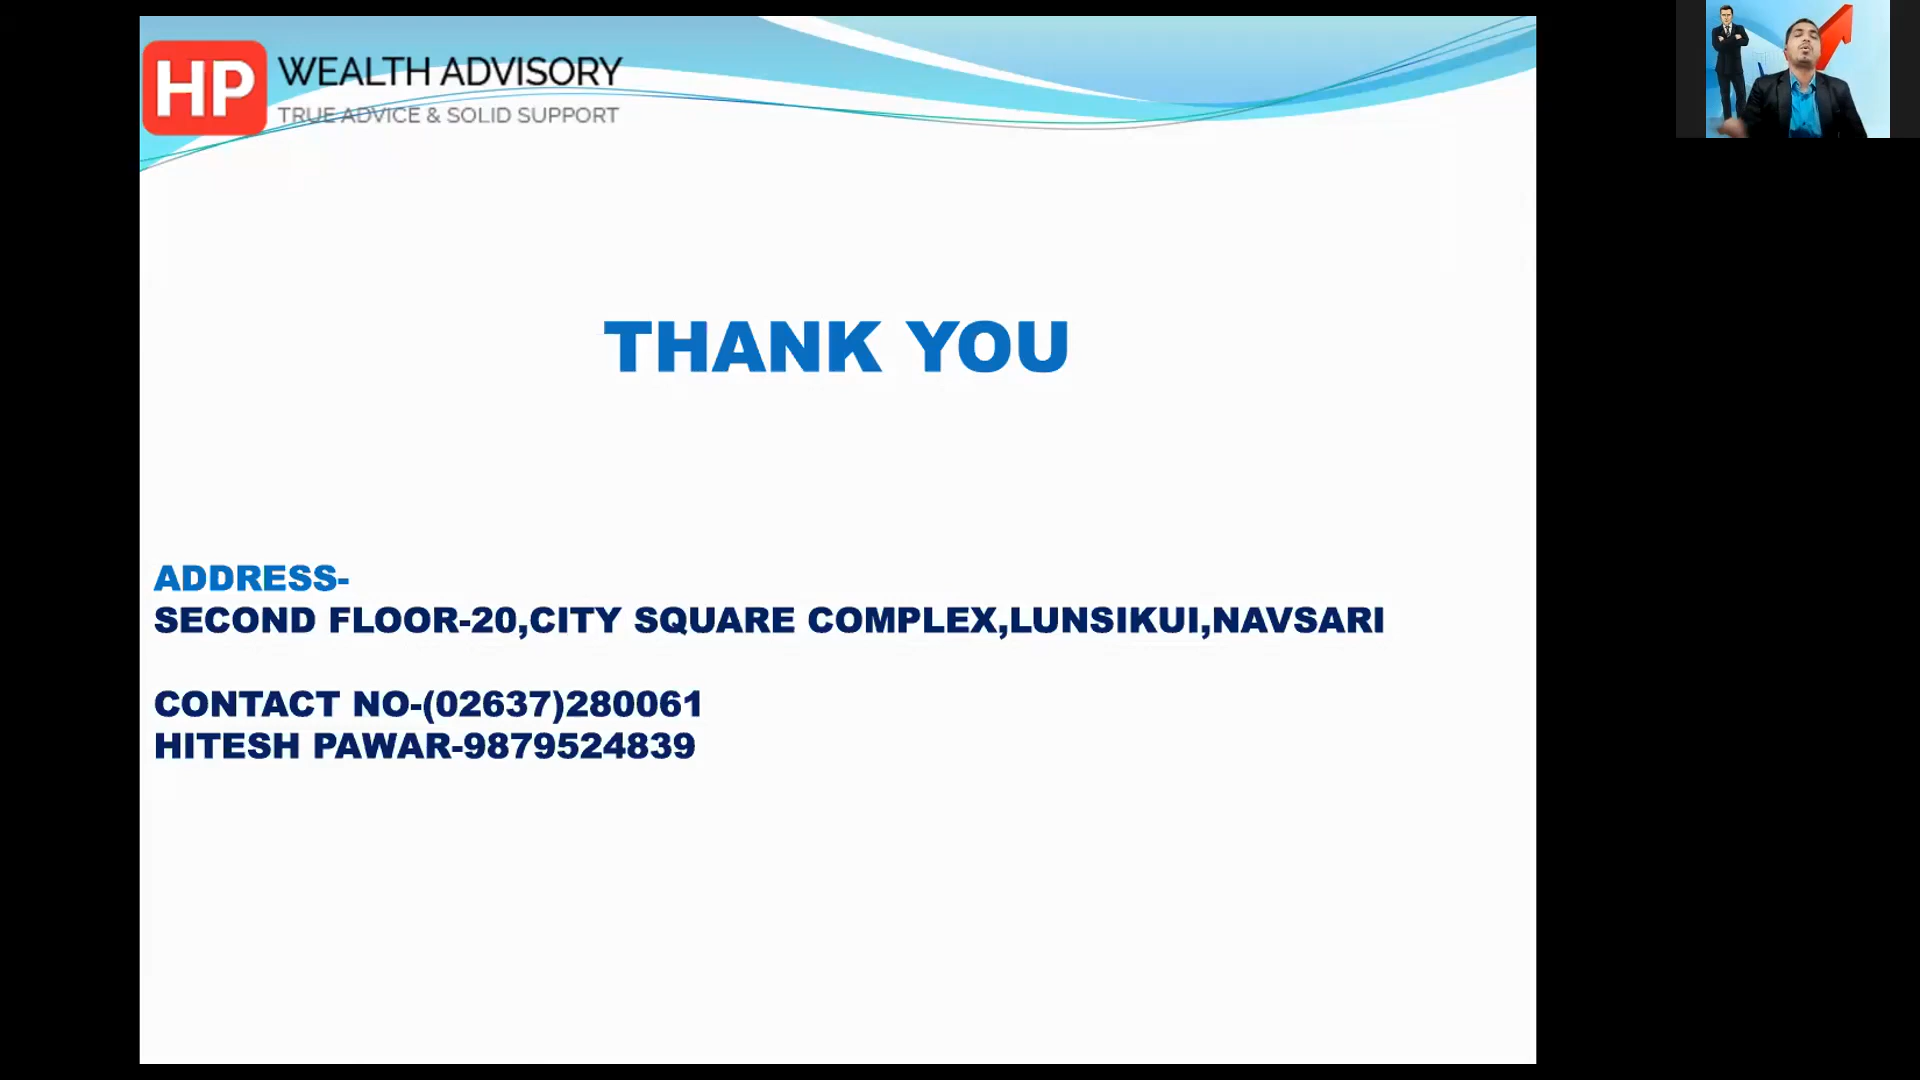 HP WEALTH ADVISORY
TRUE ADVICE & SOLID SUPPORT
THANK YOU
ADDRESS-
SECOND FLOOR-20,CITY SQUARE COMPLEX,LUNSIKUI,NAVSARI
CONTACT NO-(02637)280061
HITESH PAWAR-9879524839